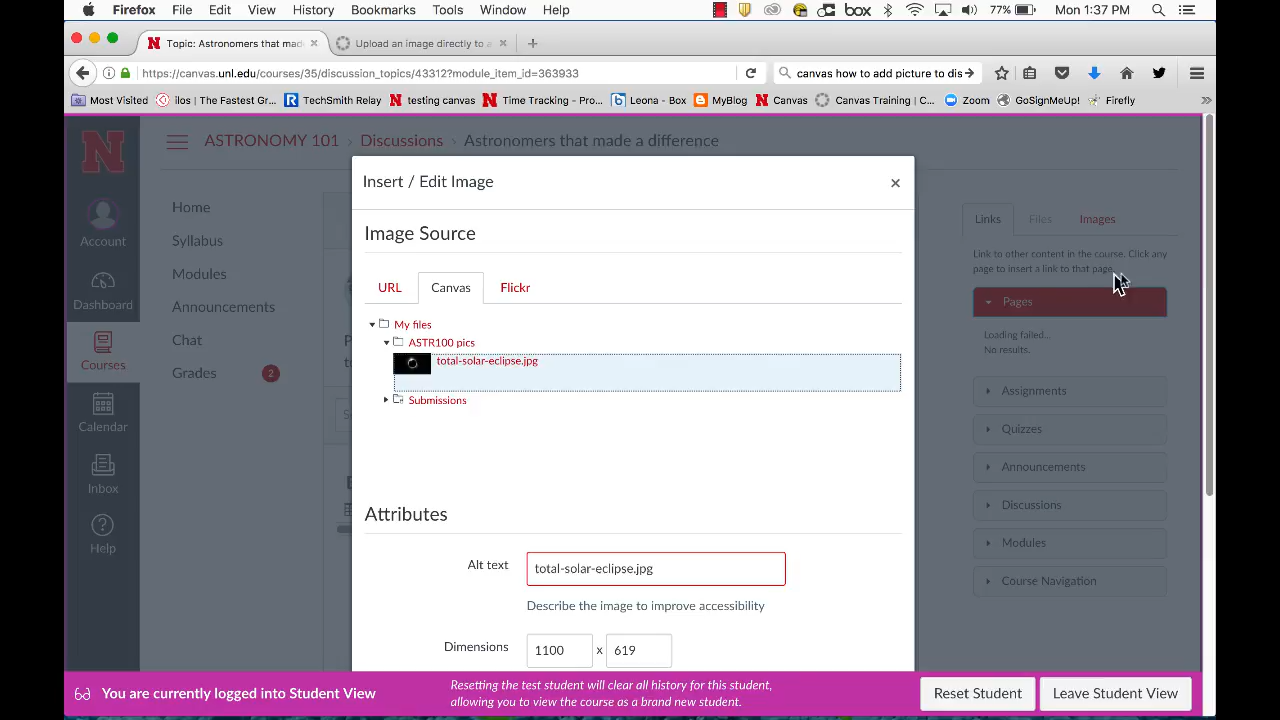 Firefox File Edit View History Bookmarks Tools Window Help box 77% Mon 1:37 PM
N Topic: Astronomers that mad × Upload an image directly to a ×
https://canvas.unl.edu/courses/35/discussion_topics/43312?module_item_id=363933 canvas how to add picture to dis
Most Visited ilos | The Fastest Gr... TechSmith Relay testing canvas Time Tracking - Pro... Leona - Box MyBlog Canvas Canvas Training | C... Zoom GoSignMeUp! Firefly
N
ASTRONOMY 101 › Discussions › Astronomers that made a difference
Account
Dashboard
Courses
Calendar
Inbox
Help
Home
Syllabus
Modules
Announcements
Chat
Grades 2
Insert / Edit Image ×
Image Source
URL Canvas Flickr
My files
ASTR100 pics
total-solar-eclipse.jpg
Submissions
Attributes
Alt text total-solar-eclipse.jpg
Describe the image to improve accessibility
Dimensions 1100 x 619
Links Files Images
Link to other content in the course. Click any
page to insert a link to that page.
Pages
Loading failed...
No results.
Assignments
Quizzes
Announcements
Discussions
Modules
Course Navigation
You are currently logged into Student View
Resetting the test student will clear all history for this student,
allowing you to view the course as a brand new student.
Reset Student Leave Student View